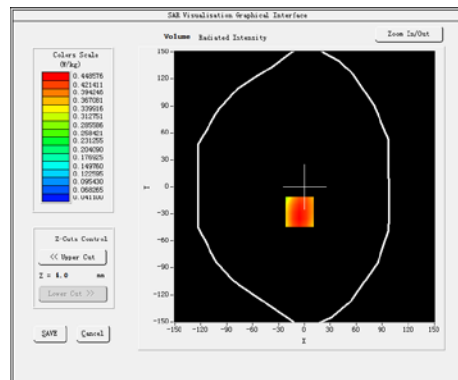 SAR Visualisation Graphical Interface
Volume Radiated Intensity
Zoom In/Out
Colors Scale
(W/kg)
0.448576
0.421411
0.394246
0.367081
0.339916
0.312751
0.285586
0.258421
0.231255
0.204090
0.176925
0.149760
0.122595
0.095430
0.068265
0.041100
Z-Cuts Control
<< Upper Cut
Z = 4.0 mm
Lower Cut >>
SAVE
Cancel
150
120
90
60
30
0
-30
-60
-90
-120
-150
Y
-150 -120 -90 -60 -30 0 30 60 90 120 150
X